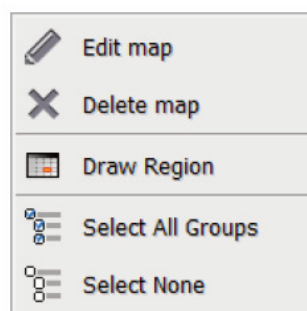 Edit map
Delete map
Draw Region
Select All Groups
Select None